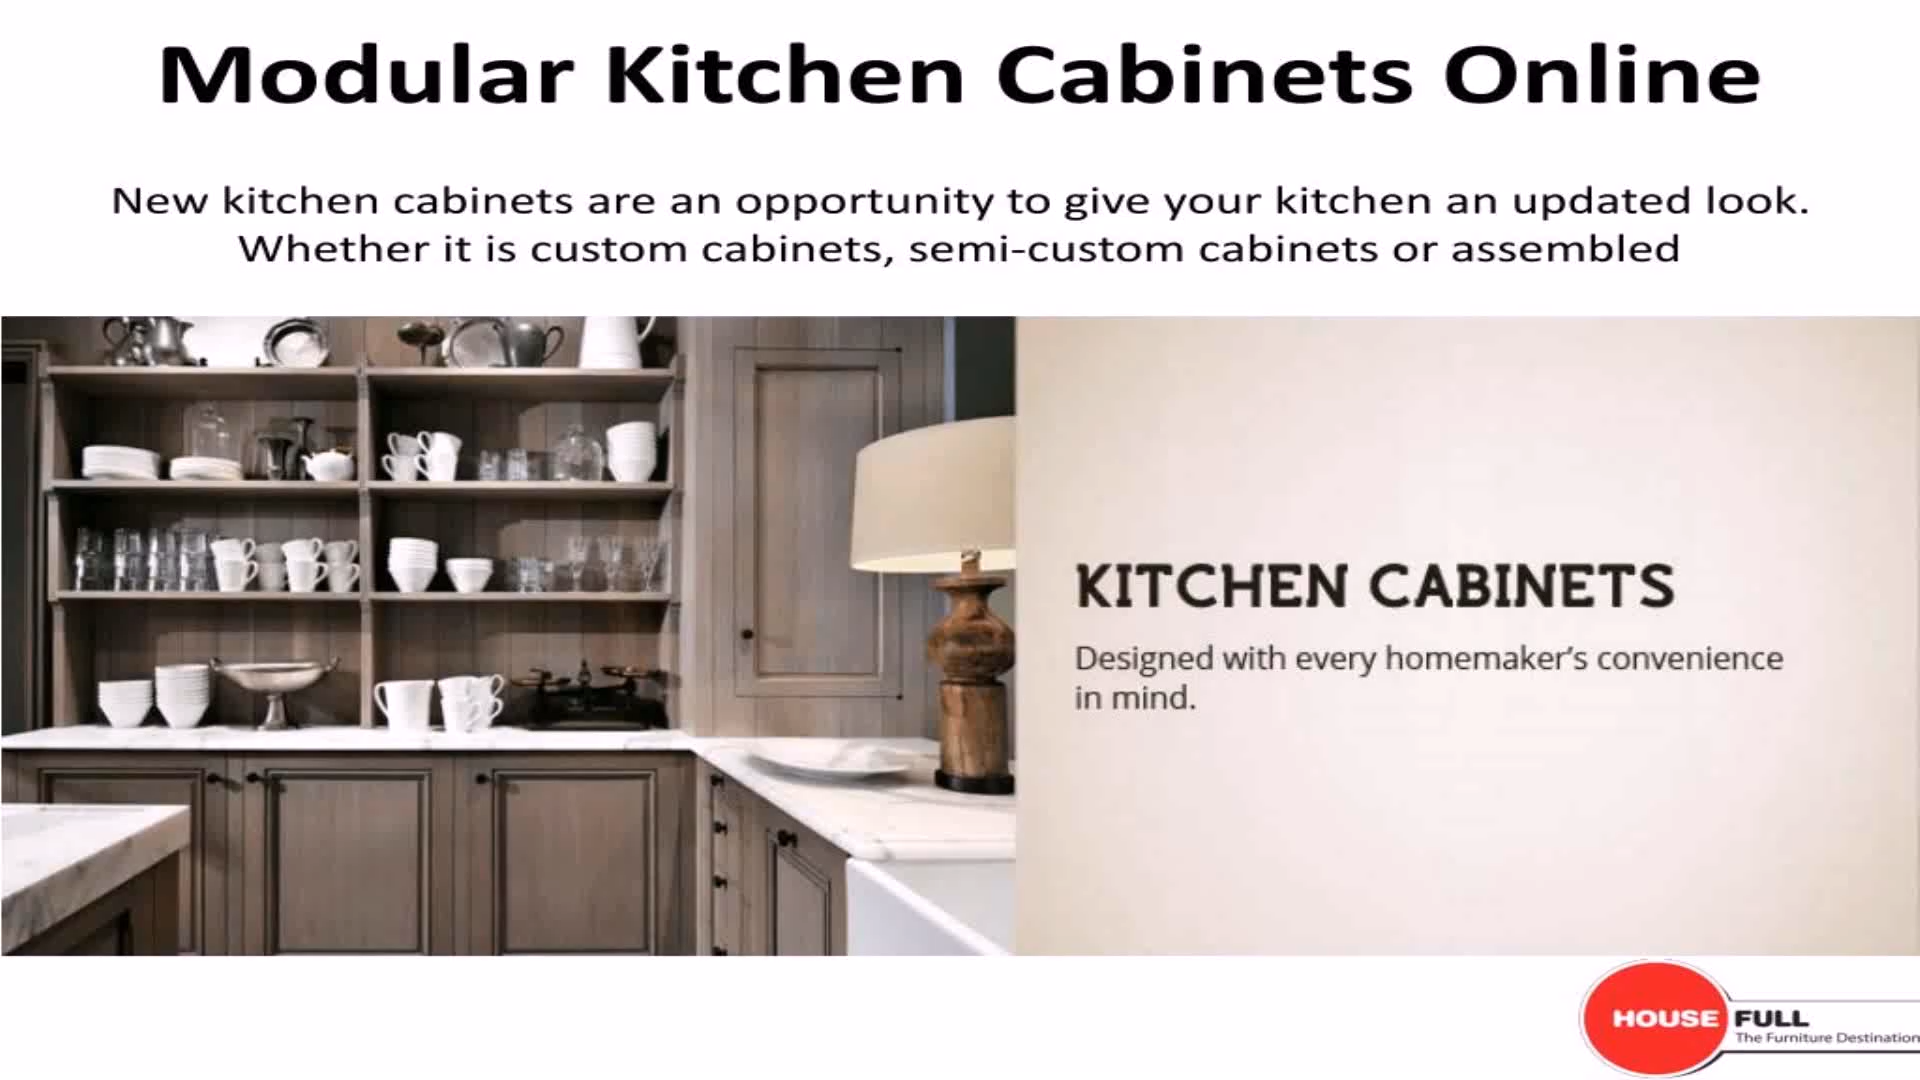 Modular Kitchen Cabinets Online
New kitchen cabinets are an opportunity to give your kitchen an updated look.
Whether it is custom cabinets, semi-custom cabinets or assembled
KITCHEN CABINETS
Designed with every homemaker's convenience
in mind.
HOUSE FULL
The Furniture Destination